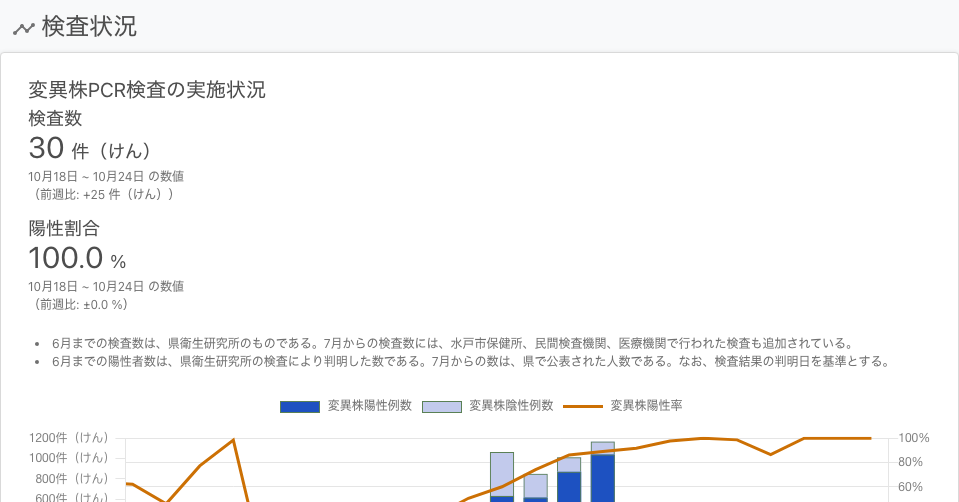 検査状況
変異株PCR検査の実施状況
検査数
30 件（けん）
10月18日 ~ 10月24日 の数値
（前週比: +25 件（けん））
陽性割合
100.0 %
10月18日 ~ 10月24日 の数値
（前週比: ±0.0 %）
• 6月までの検査数は、県衛生研究所のものである。7月からの検査数には、水戸市保健所、民間検査機関、医療機関で行われた検査も追加されている。
• 6月までの陽性者数は、県衛生研究所の検査により判明した数である。7月からの数は、県で公表された人数である。なお、検査結果の判明日を基準とする。
変異株陽性例数 変異株陰性例数 変異株陽性率
1200件（けん） 100%
1000件（けん） 80%
800件（けん） 60%
600件（けん）